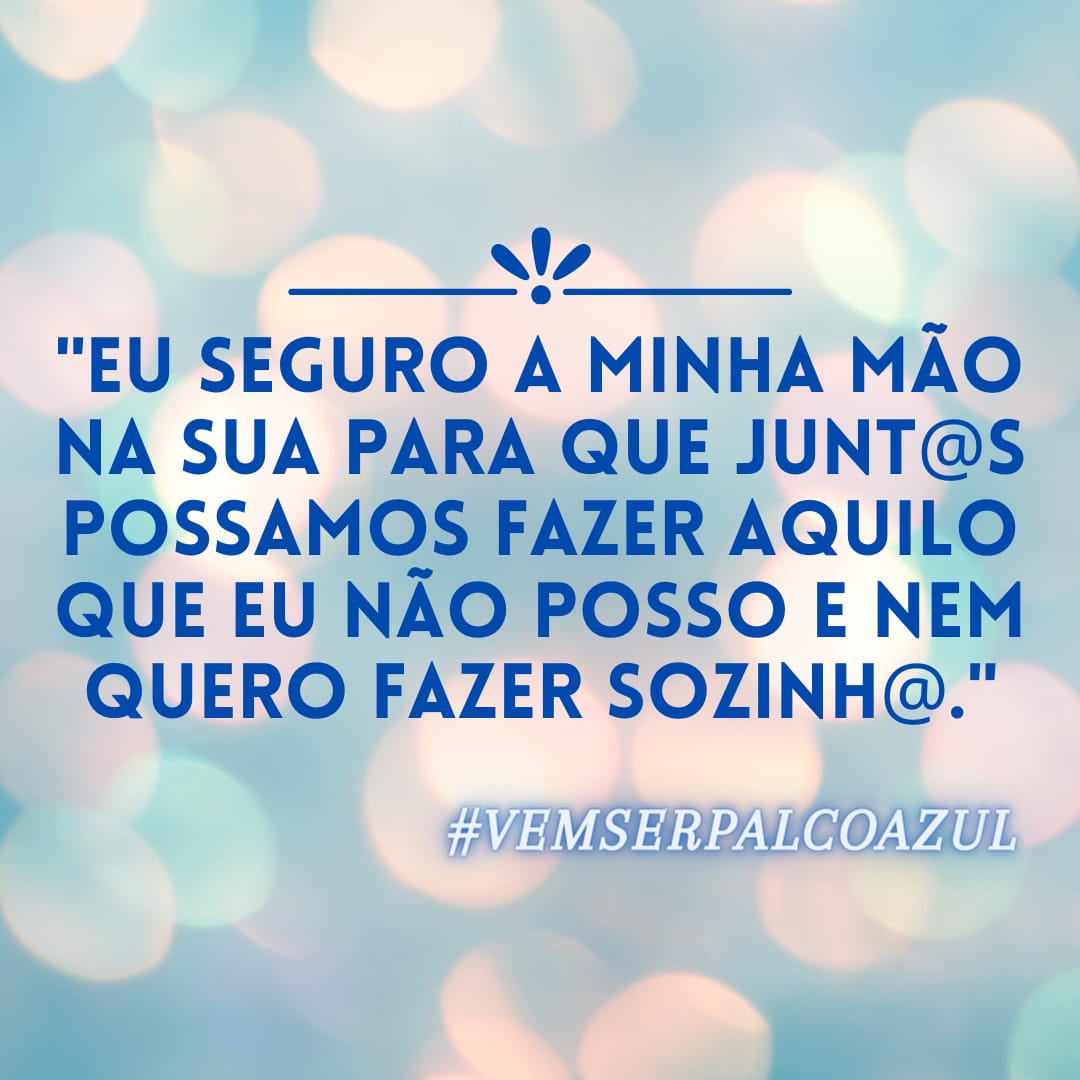 "EU SEGURO A MINHA MÃO
NA SUA PARA QUE JUNT@S
POSSAMOS FAZER AQUILO
QUE EU NÃO POSSO E NEM
QUERO FAZER SOZINH@."
#VEMSERPALCOAZUL